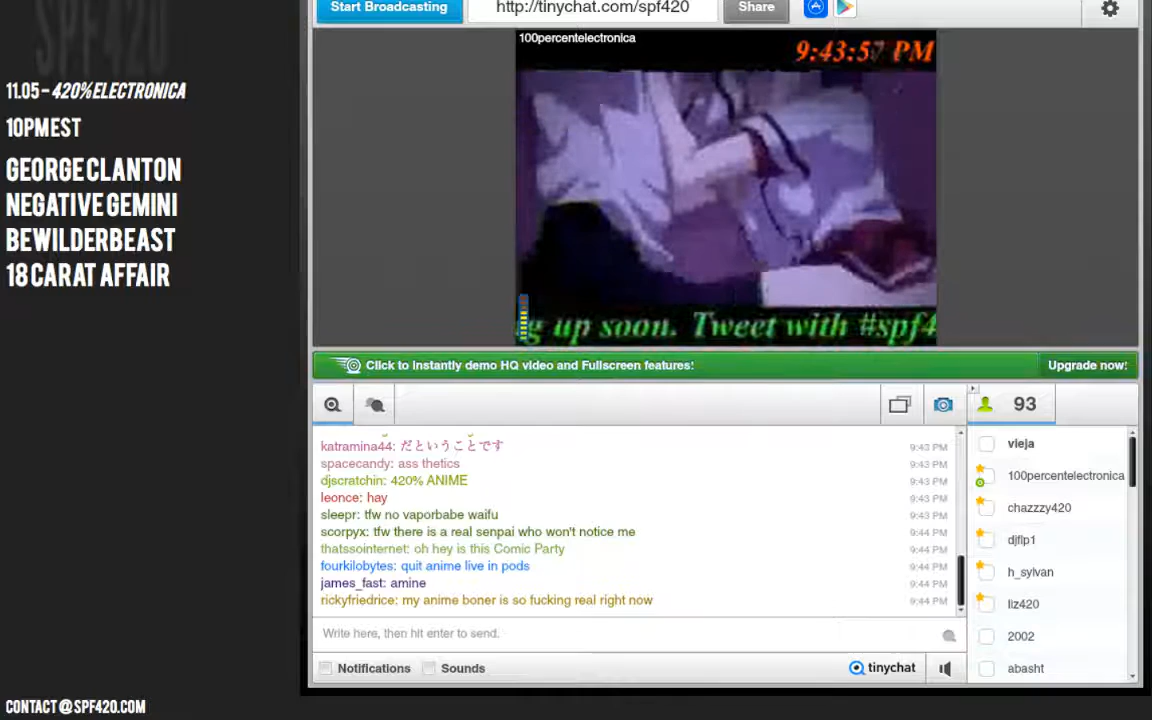 SPF420
11.05 - 420%ELECTRONICA
10PM EST
GEORGE CLANTON
NEGATIVE GEMINI
BEWILDERBEAST
18 CARAT AFFAIR
CONTACT@SPF420.COM
Start Broadcasting
http://tinychat.com/spf420
Share
100percentelectronica
9:43:57 PM
g up soon. Tweet with #spf4
Click to instantly demo HQ video and Fullscreen features!
Upgrade now!
93
katramina44: だということです 9:43 PM
spacecandy: ass thetics 9:43 PM
djscratchin: 420% ANIME 9:43 PM
leonce: hay 9:43 PM
sleepr: tfw no vaporbabe waifu 9:43 PM
scorpyx: tfw there is a real senpai who won't notice me 9:44 PM
thatssointernet: oh hey is this Comic Party 9:44 PM
fourkilobytes: quit anime live in pods 9:44 PM
james_fast: amine 9:44 PM
rickyfriedrice: my anime boner is so fucking real right now 9:44 PM
Write here, then hit enter to send.
Notifications
Sounds
tinychat
vieja
100percentelectronica
chazzzy420
djflp1
h_sylvan
liz420
2002
abasht